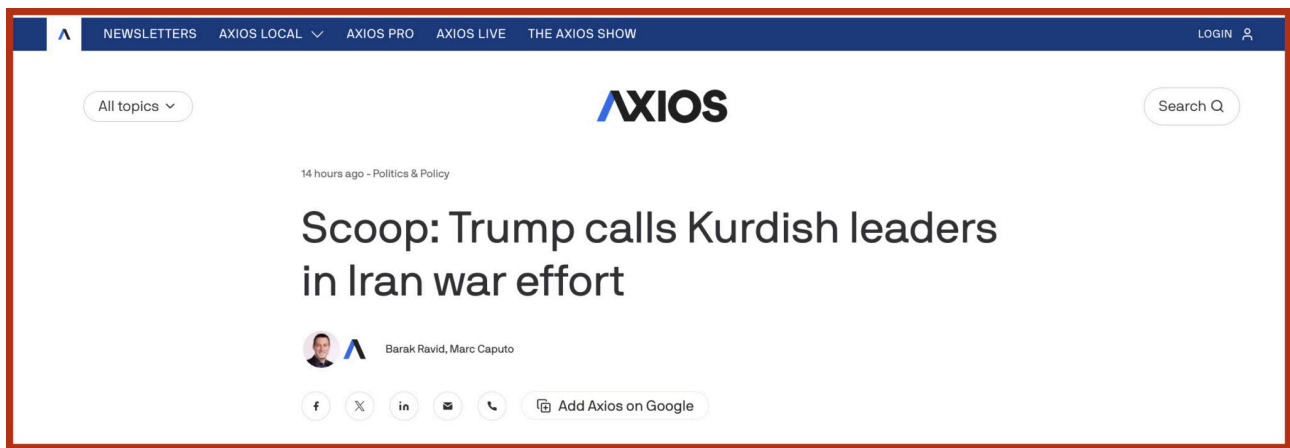 NEWSLETTERS AXIOS LOCAL AXIOS PRO AXIOS LIVE THE AXIOS SHOW LOGIN
All topics AXIOS Search
14 hours ago - Politics & Policy
Scoop: Trump calls Kurdish leaders
in Iran war effort
Barak Ravid, Marc Caputo
Add Axios on Google